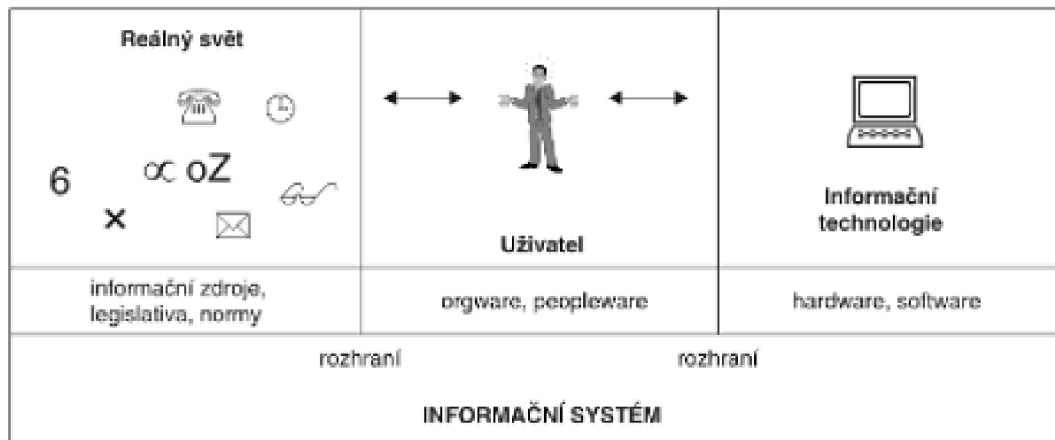 Reálný svět
6
∝ oZ
×
Uživatel
Informační
technologie
informační zdroje,
legislativa, normy
orgware, peopleware
hardware, software
rozhraní
rozhraní
INFORMAČNÍ SYSTÉM